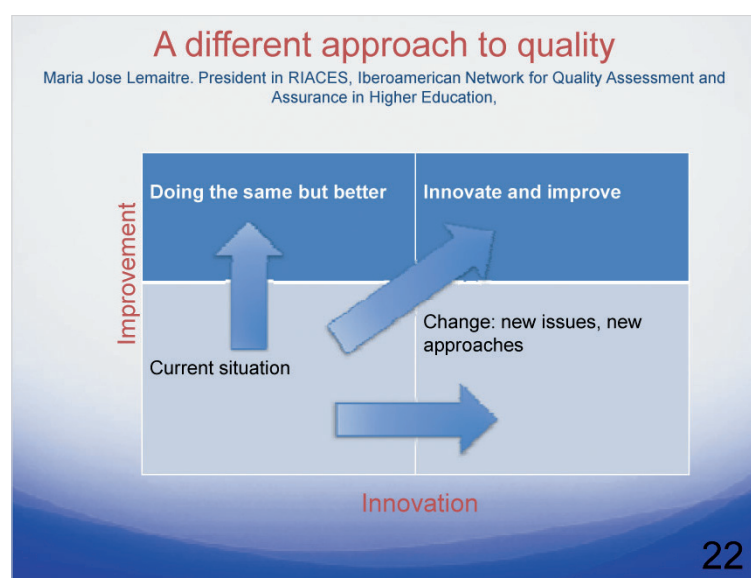 A different approach to quality
Maria Jose Lemaitre. President in RIACES, Iberoamerican Network for Quality Assessment and
Assurance in Higher Education,
Improvement
Doing the same but better
Innovate and improve
Current situation
Change: new issues, new
approaches
Innovation
22